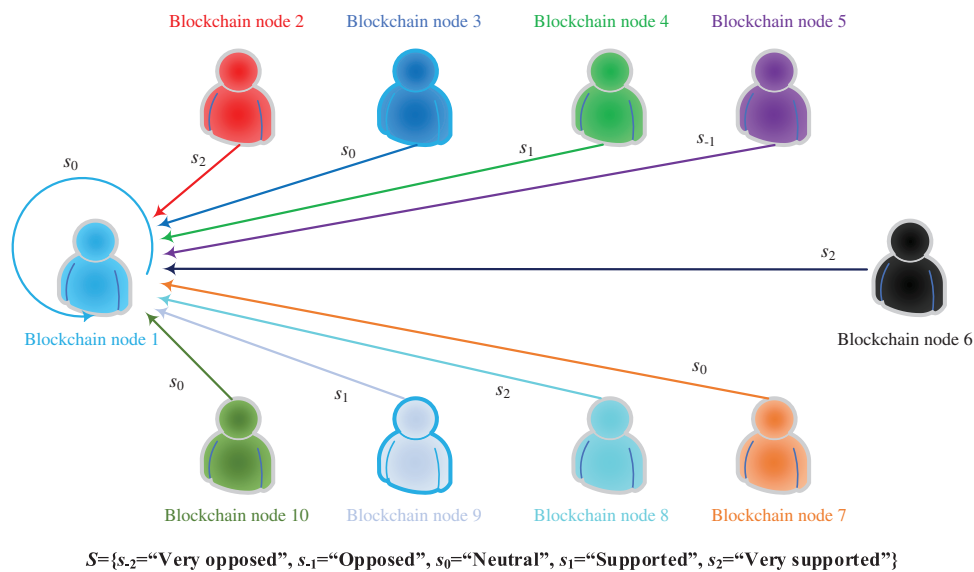 Blockchain node 2
Blockchain node 3
Blockchain node 4
Blockchain node 5
s0
s2
s0
s1
s-1
s2
Blockchain node 1
Blockchain node 6
s0
s1
s2
s0
Blockchain node 10
Blockchain node 9
Blockchain node 8
Blockchain node 7
S={s-2=“Very opposed”, s-1=“Opposed”, s0=“Neutral”, s1=“Supported”, s2=“Very supported”}